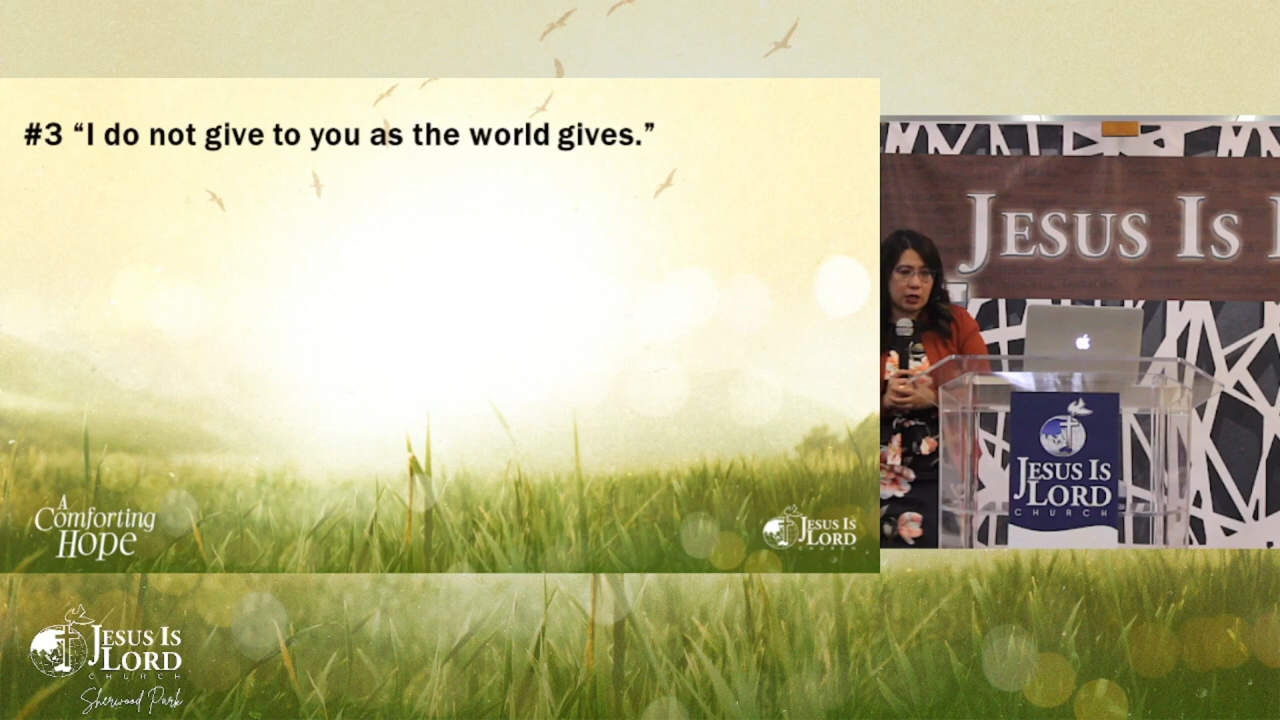 #3 “I do not give to you as the world gives.”
JESUS IS
JESUS IS
LORD
CHURCH
A
Comforting
Hope
JESUS IS
LORD
CHURCH
JESUS IS
LORD
CHURCH
Sherwood Park